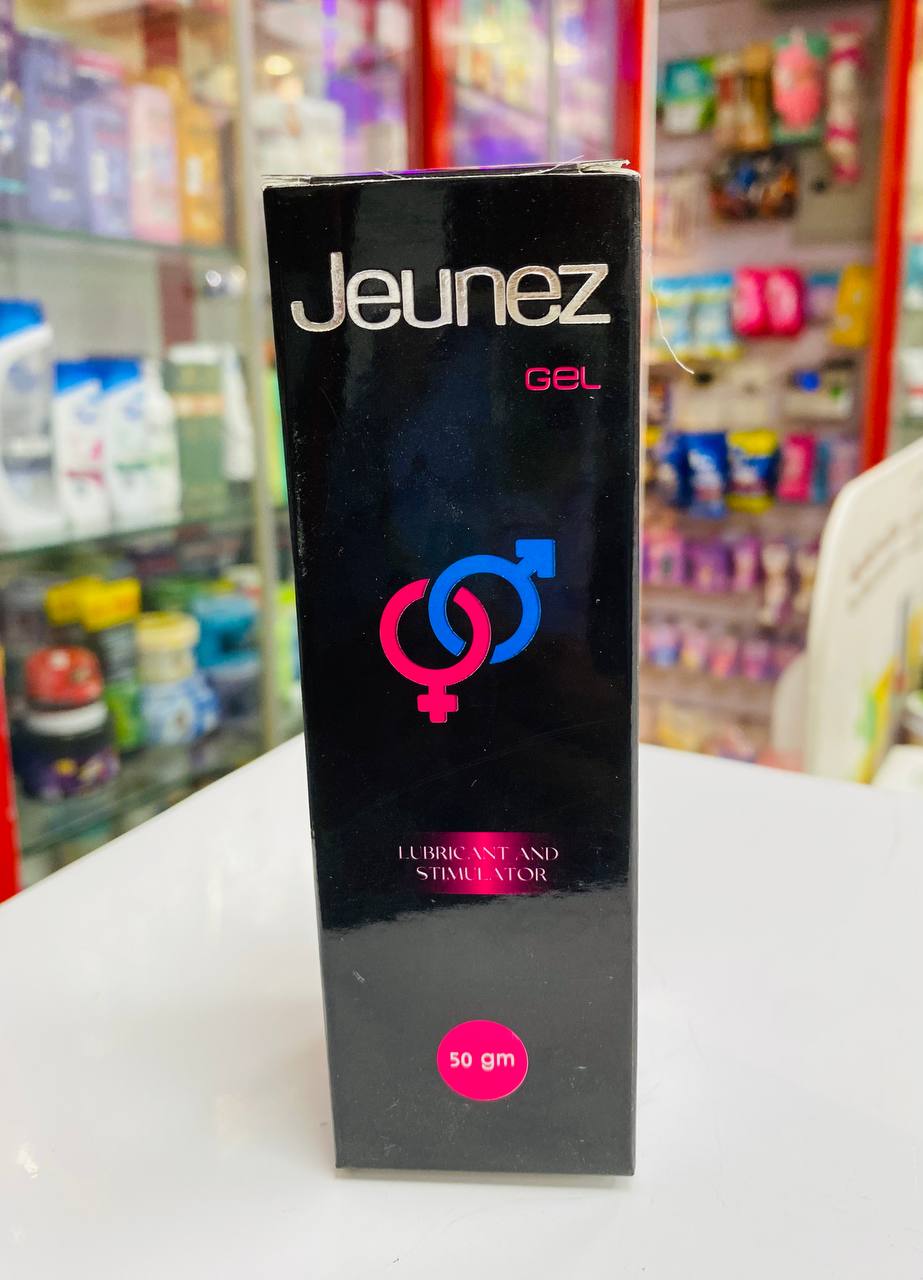 Jeunez
GEL
LUBRICANT AND
STIMULATOR
50 gm